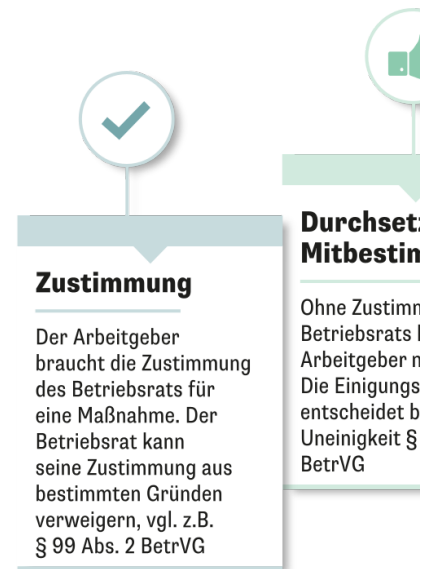 Zustimmung
Der Arbeitgeber
braucht die Zustimmung
des Betriebsrats für
eine Maßnahme. Der
Betriebsrat kann
seine Zustimmung aus
bestimmten Gründen
verweigern, vgl. z.B.
§ 99 Abs. 2 BetrVG
Ohne
Betriebsrats
Arbeitgeber
Die
entscheidet
Uneinigkeit §
BetrVG